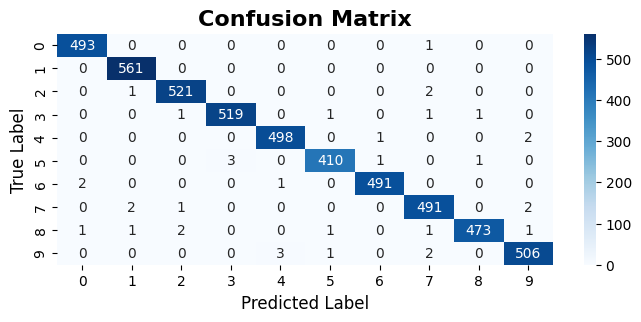 Confusion Matrix
True Label
0 493 0 0 0 0 0 0 1 0 0
1 0 561 0 0 0 0 0 0 0 0
2 0 1 521 0 0 0 0 2 0 0
3 0 0 1 519 0 1 0 1 1 0
4 0 0 0 0 498 0 1 0 0 2
5 0 0 0 3 0 410 1 0 1 0
6 2 0 0 0 1 0 491 0 0 0
7 0 2 1 0 0 0 0 491 0 2
8 1 1 2 0 0 1 0 1 473 1
9 0 0 0 0 3 1 0 2 0 506
0 1 2 3 4 5 6 7 8 9
Predicted Label
500
400
300
200
100
0